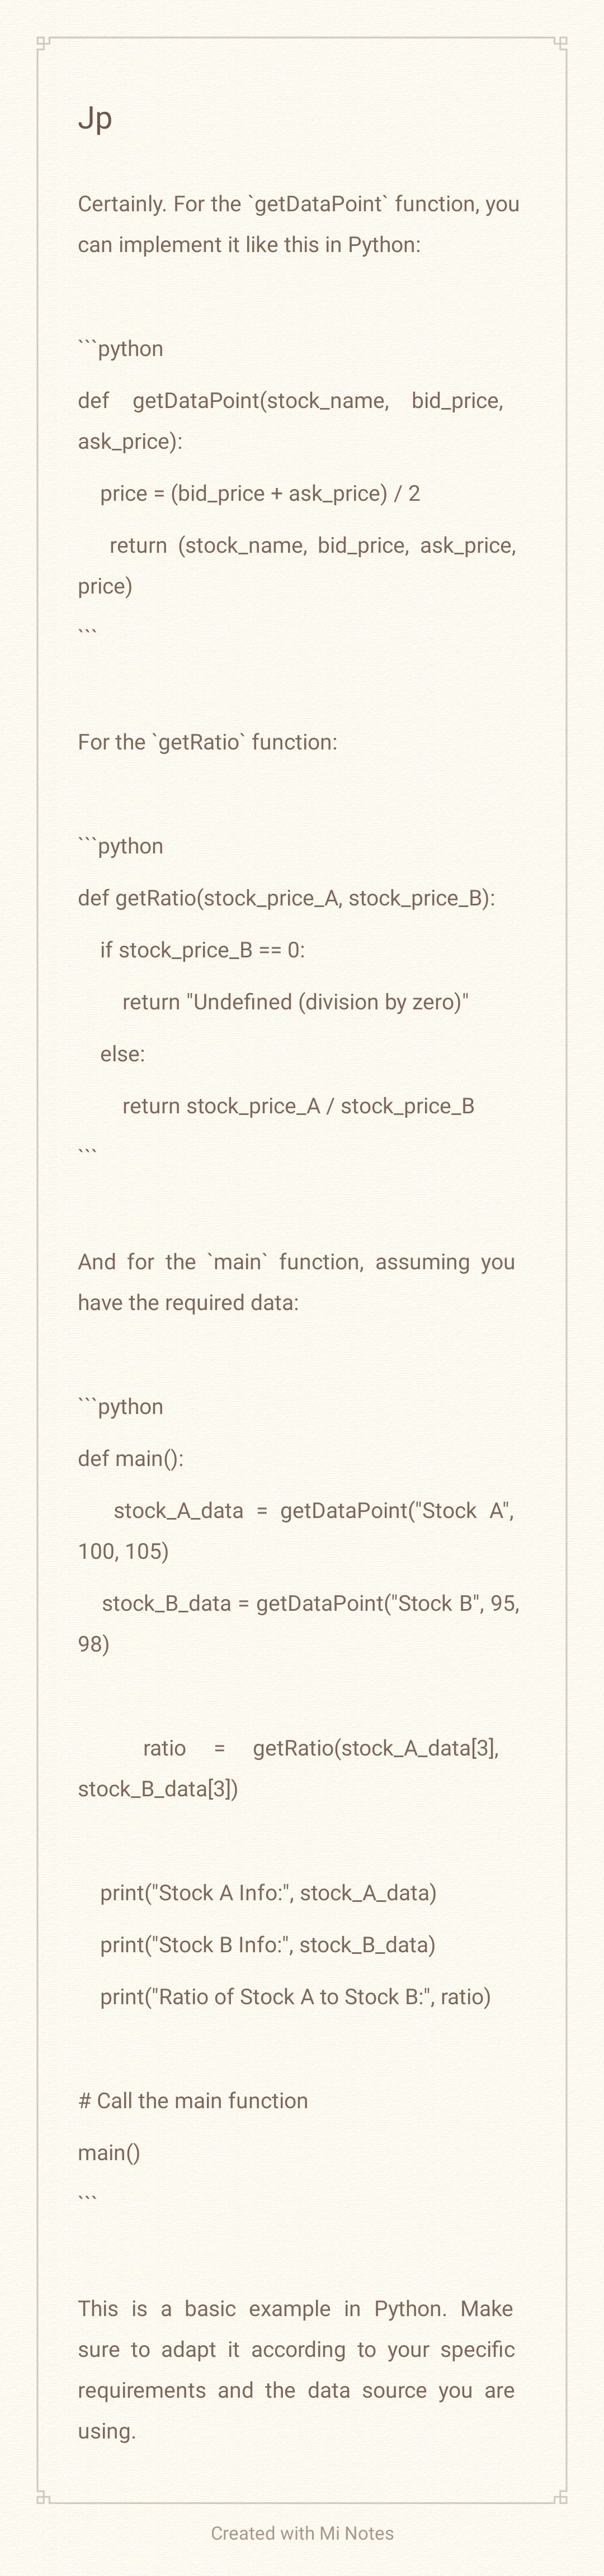 Jp
Certainly. For the `getDataPoint` function, you
can implement it like this in Python:
```python
def getDataPoint(stock_name, bid_price,
ask_price):
    price = (bid_price + ask_price) / 2
    return (stock_name, bid_price, ask_price,
price)
```
For the `getRatio` function:
```python
def getRatio(stock_price_A, stock_price_B):
    if stock_price_B == 0:
        return "Undefined (division by zero)"
    else:
        return stock_price_A / stock_price_B
```
And for the `main` function, assuming you
have the required data:
```python
def main():
    stock_A_data = getDataPoint("Stock A",
100, 105)
    stock_B_data = getDataPoint("Stock B", 95,
98)
    ratio = getRatio(stock_A_data[3],
stock_B_data[3])
    print("Stock A Info:", stock_A_data)
    print("Stock B Info:", stock_B_data)
    print("Ratio of Stock A to Stock B:", ratio)
# Call the main function
main()
```
This is a basic example in Python. Make
sure to adapt it according to your specific
requirements and the data source you are
using.
Created with Mi Notes